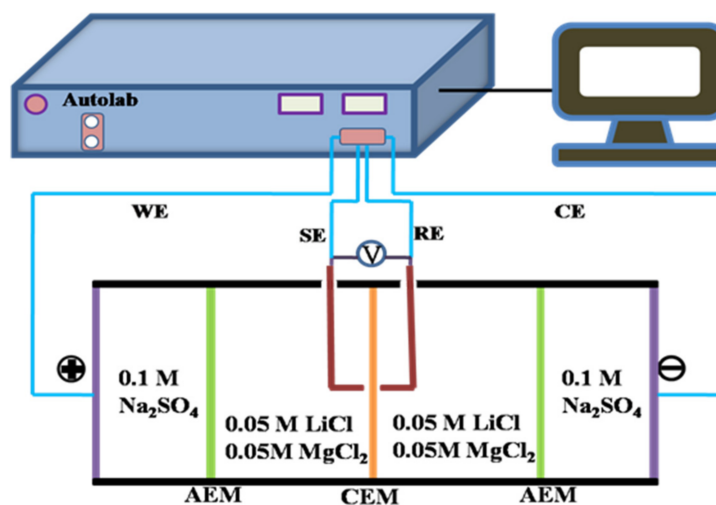 Autolab
WE
CE
SE
RE
V
0.1 M
Na₂SO₄
0.05 M LiCl
0.05M MgCl₂
0.05 M LiCl
0.05M MgCl₂
0.1 M
Na₂SO₄
AEM
CEM
AEM